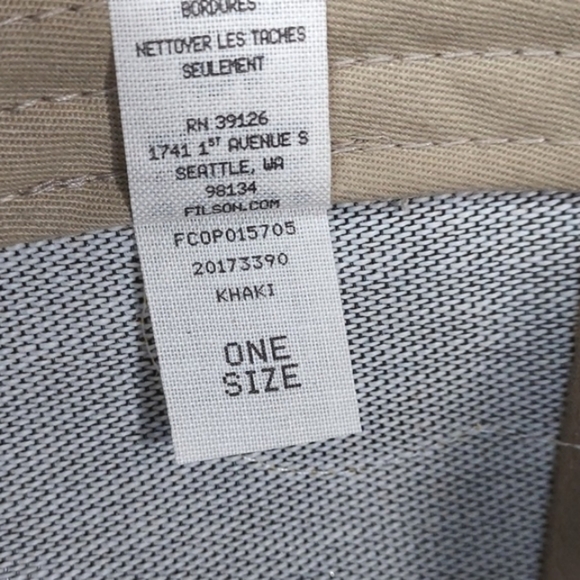 BORDURES
NETTOYER LES TACHES
SEULEMENT
RN 39126
1741 1ST AVENUE S
SEATTLE, WA
98134
FILSON.COM
FCOP015705
20173390
KHAKI
ONE
SIZE